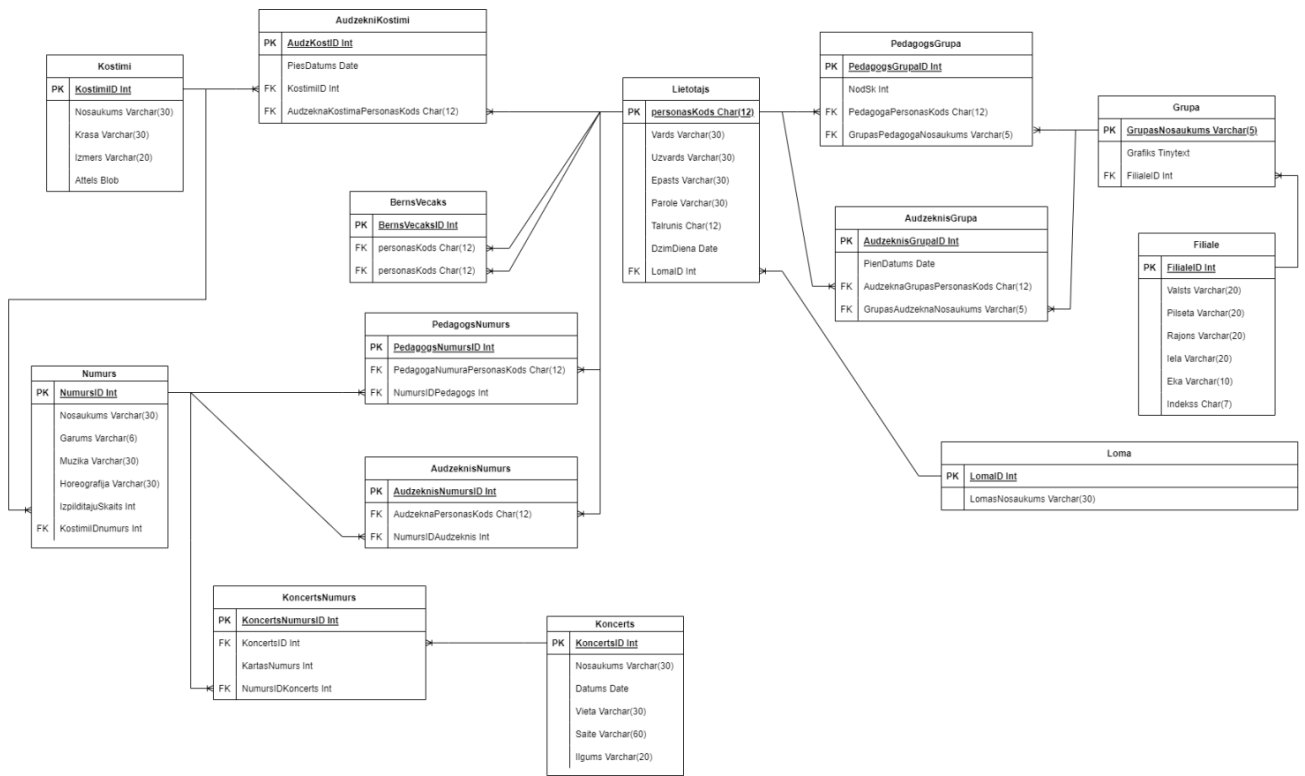 AudzekniKostimi
PK AudzKostID Int
PiesDatums Date
FK KostimiID Int
FK AudzeknaKostimaPersonasKods Char(12)
Kostimi
PK KostimiID Int
Nosaukums Varchar(30)
Krasa Varchar(30)
Izmers Varchar(20)
Attels Blob
BernsVecaks
PK BernsVecaksID Int
FK personasKods Char(12)
FK personasKods Char(12)
Lietotajs
PK personasKods Char(12)
Vards Varchar(30)
Uzvards Varchar(30)
Epasts Varchar(30)
Parole Varchar(30)
Talrunis Char(12)
DzimDiena Date
FK LomaID Int
PedagogsGrupa
PK PedagogsGrupaID Int
NodSk Int
FK PedagogaPersonasKods Char(12)
FK GrupasPedagogaNosaukums Varchar(5)
Grupa
PK GrupasNosaukums Varchar(5)
Grafiks Tinytext
FK FilialeID Int
AudzeknisGrupa
PK AudzeknisGrupaID Int
PienDatums Date
FK AudzeknaGrupasPersonasKods Char(12)
FK GrupasAudzeknaNosaukums Varchar(5)
Filiale
PK FilialeID Int
Valsts Varchar(20)
Pilseta Varchar(20)
Rajons Varchar(20)
Iela Varchar(20)
Eka Varchar(10)
Indekss Char(7)
PedagogsNumurs
PK PedagogsNumursID Int
FK PedagogaNumuraPersonasKods Char(12)
FK NumursIDPedagogs Int
Numurs
PK NumursID Int
Nosaukums Varchar(30)
Garums Varchar(6)
Muzika Varchar(30)
Horeografija Varchar(30)
IzpilditajuSkaits Int
FK KostimiIDnumurs Int
AudzeknisNumurs
PK AudzeknisNumursID Int
FK AudzeknaPersonasKods Char(12)
FK NumursIDAudzeknis Int
Loma
PK LomaID Int
LomasNosaukums Varchar(30)
KoncertsNumurs
PK KoncertsNumursID Int
FK KoncertsID Int
KartasNumurs Int
FK NumursIDKoncerts Int
Koncerts
PK KoncertsID Int
Nosaukums Varchar(30)
Datums Date
Vieta Varchar(30)
Saite Varchar(60)
Ilgums Varchar(20)